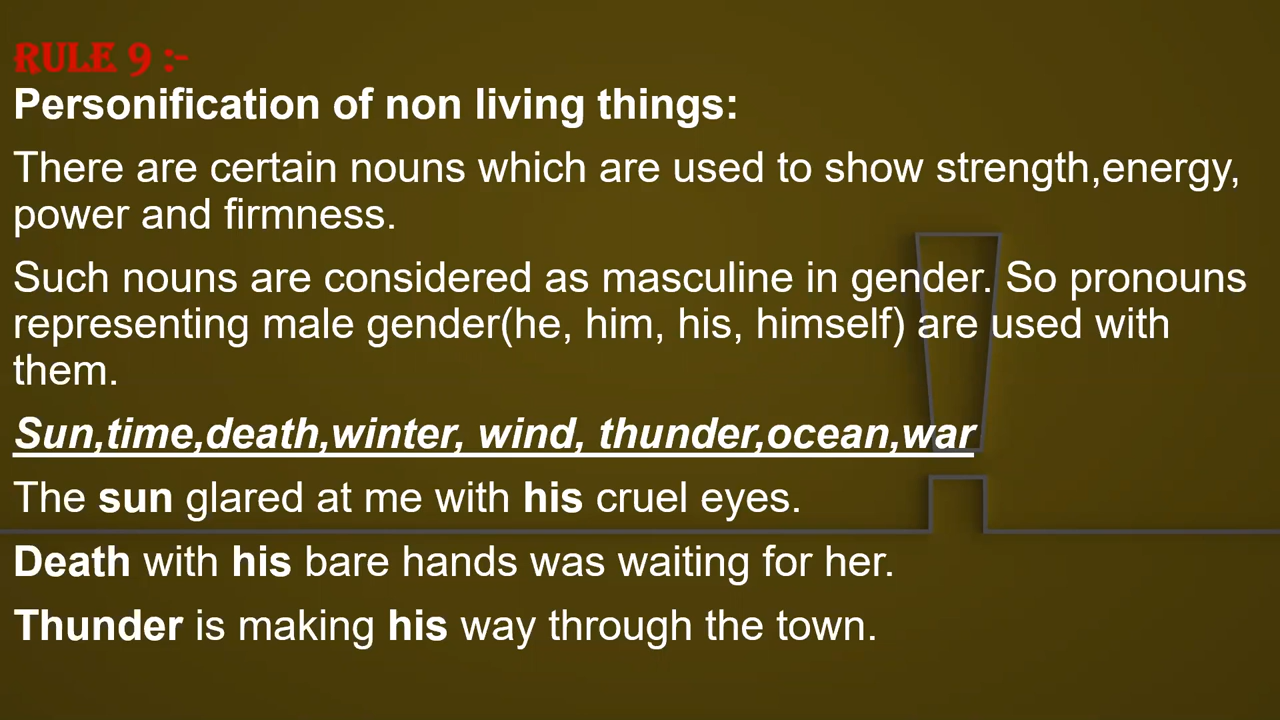 RULE 9 :-
Personification of non living things:
There are certain nouns which are used to show strength,energy,
power and firmness.
Such nouns are considered as masculine in gender. So pronouns
representing male gender(he, him, his, himself) are used with
them.
Sun,time,death,winter, wind, thunder,ocean,war
The sun glared at me with his cruel eyes.
Death with his bare hands was waiting for her.
Thunder is making his way through the town.